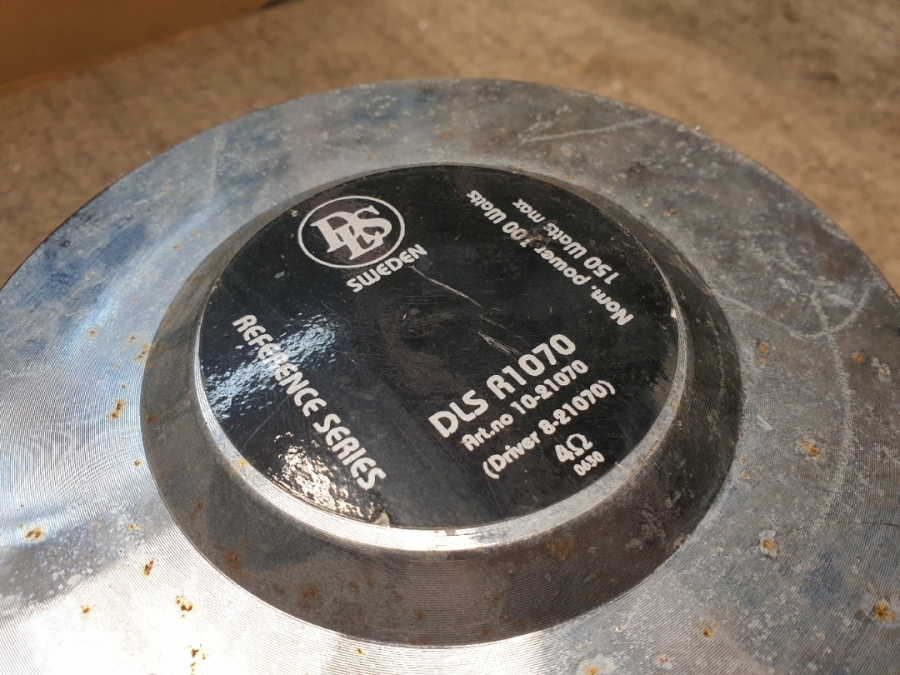 DLS
SWEDEN
Nom. power 100 Watts
150 Watts max
REFERENCE SERIES
DLS R1070
Art.no 10-21070
(Driver 8-21070)
4Ω
0630